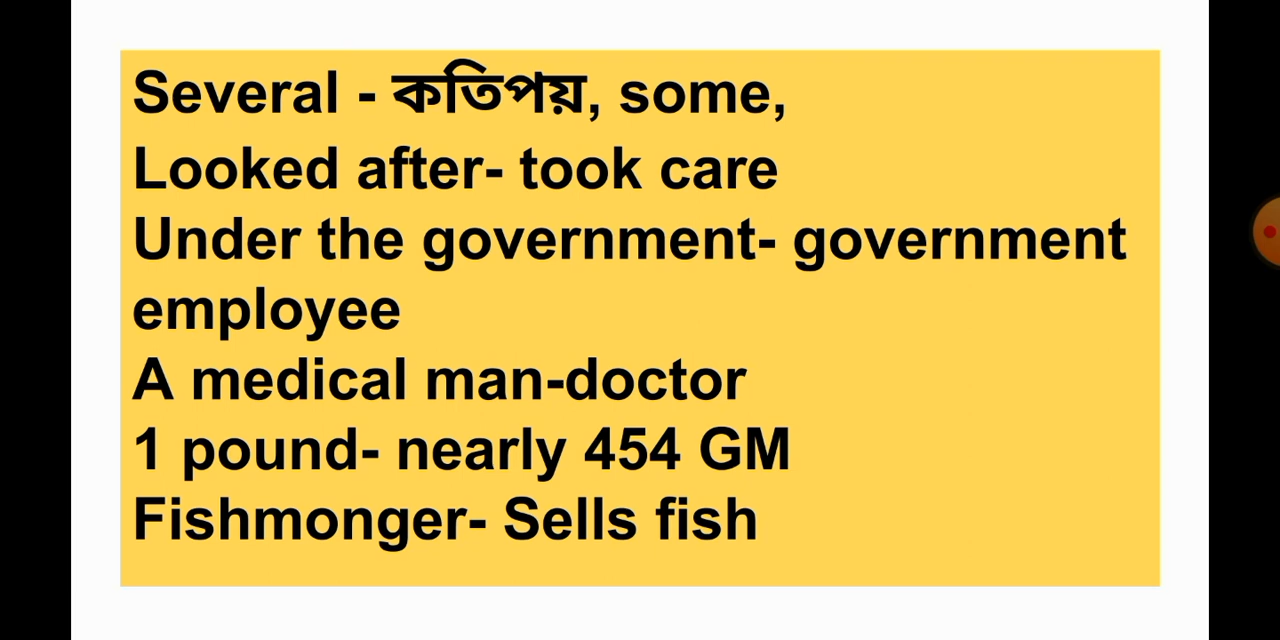 Several - কতিপয়, some,
Looked after- took care
Under the government- government
employee
A medical man-doctor
1 pound- nearly 454 GM
Fishmonger- Sells fish